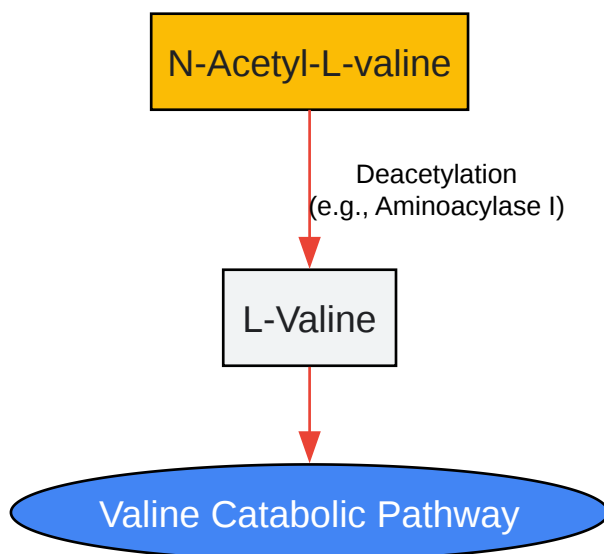 N-Acetyl-L-valine
Deacetylation
(e.g., Aminoacylase I)
L-Valine
Valine Catabolic Pathway